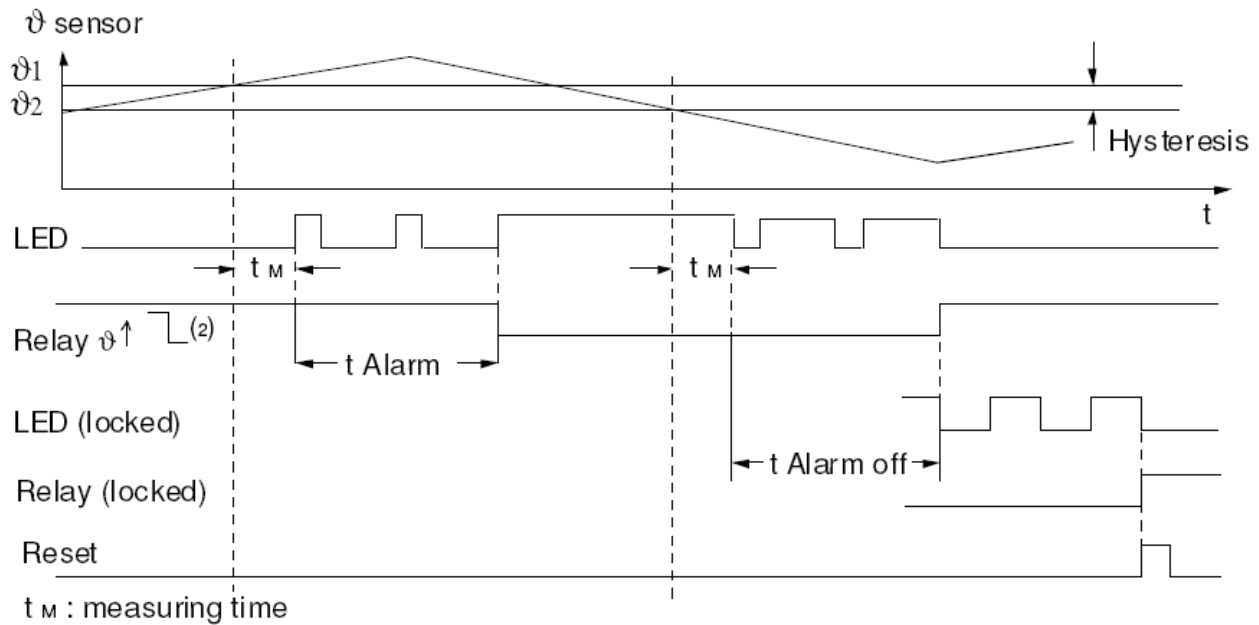 ϑ sensor
ϑ1
ϑ2
Hysteresis
t
LED
t M
t M
Relay ϑ↑
(2)
t Alarm
LED (locked)
t Alarm off
Relay (locked)
Reset
t M : measuring time